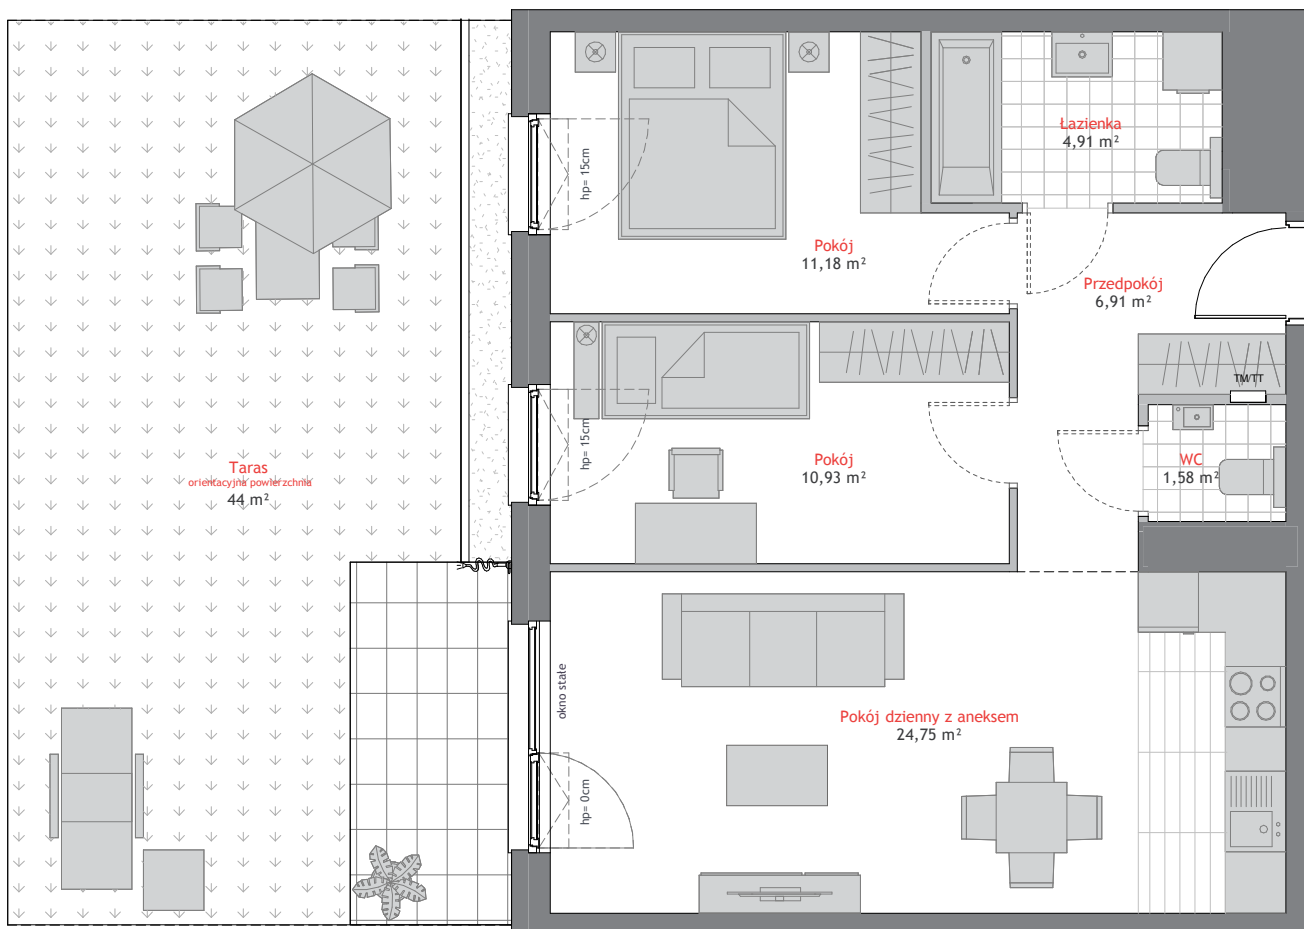 Łazienka
4,91 m²
hp= 15cm
Pokój
11,18 m²
Przedpokój
6,91 m²
TM/TT
hp= 15cm
Pokój
10,93 m²
WC
1,58 m²
Taras
orientacyjna powierzchnia
44 m²
okno stałe
Pokój dzienny z aneksem
24,75 m²
hp= 0cm